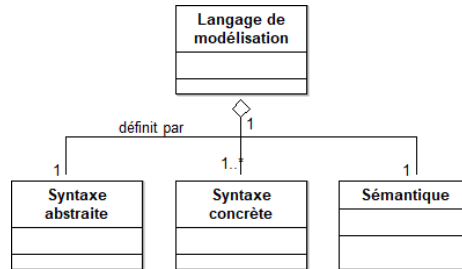 Langage de
modélisation
définit par
1
1
1..*
1
Syntaxe
abstraite
Syntaxe
concrète
Sémantique